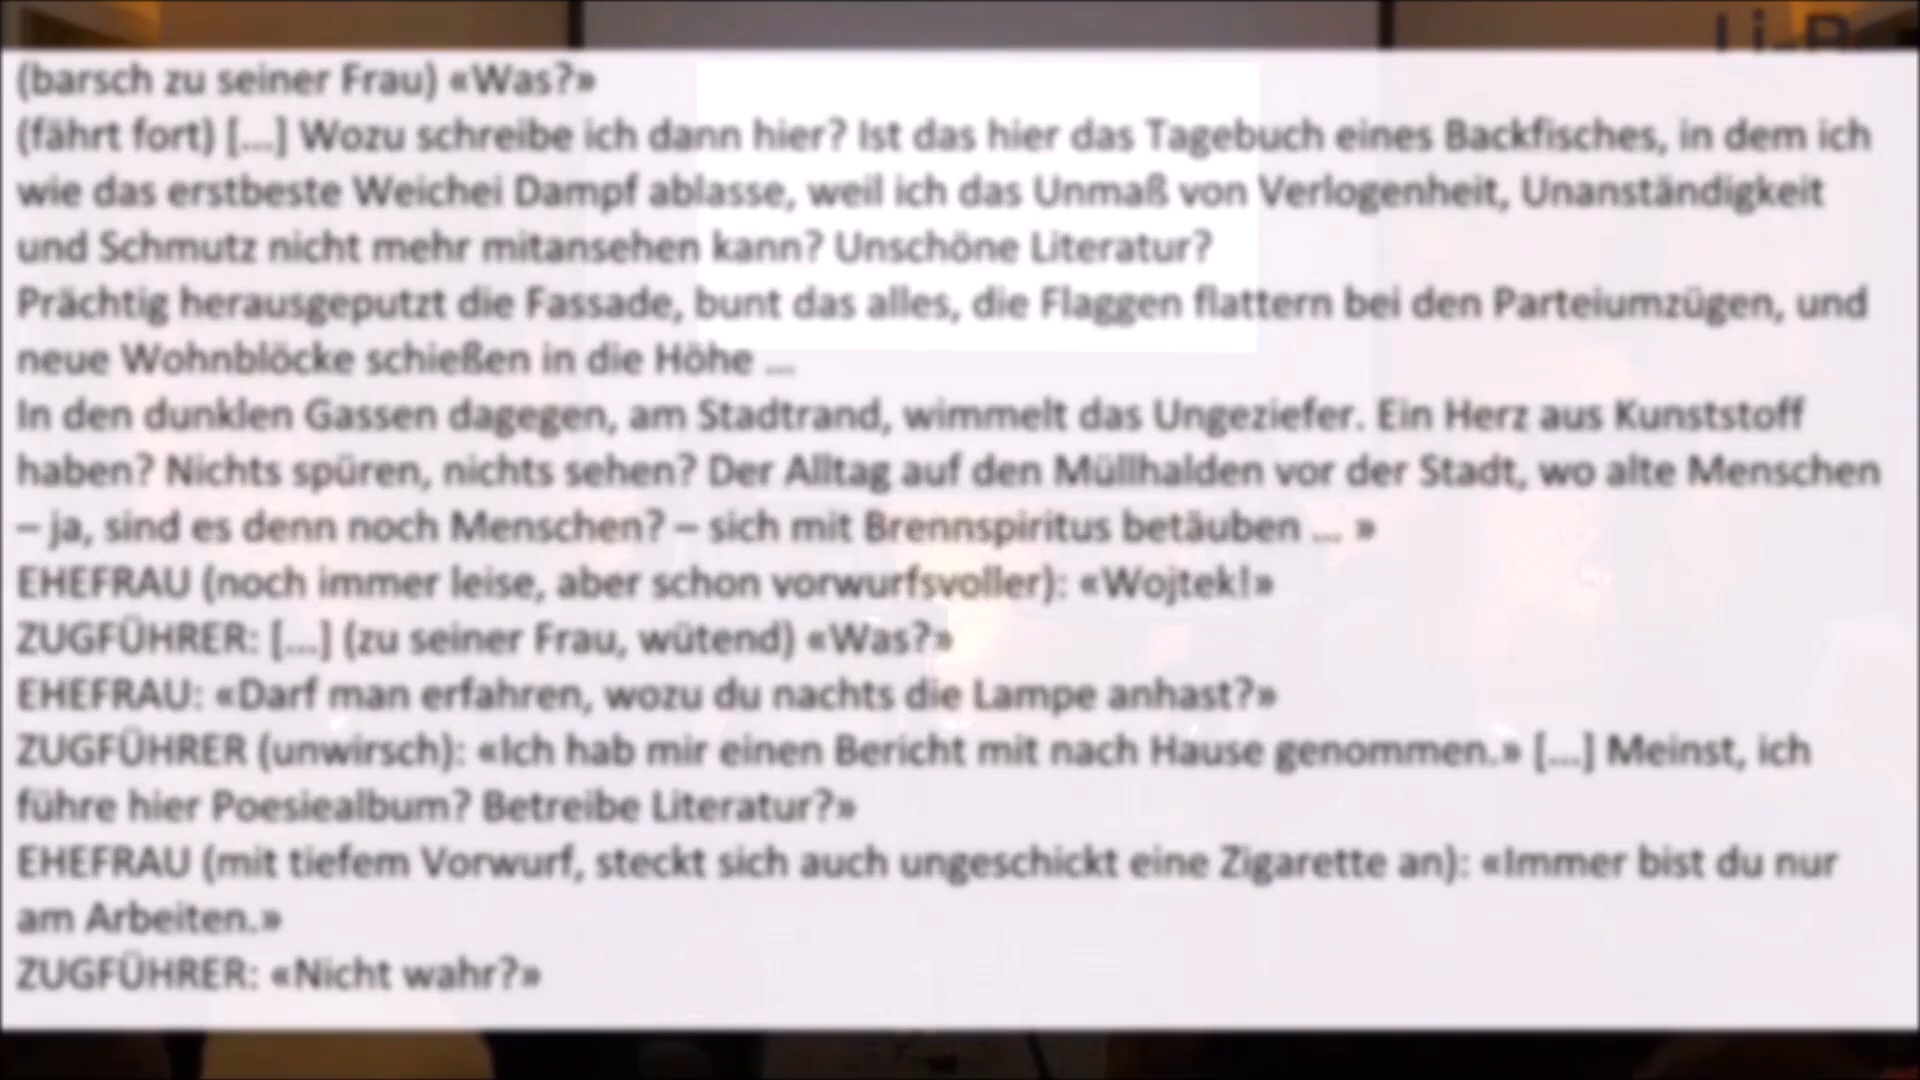 Li-Be
(barsch zu seiner Frau) «Was?»
(fährt fort) [...] Wozu schreibe ich dann hier? Ist das hier das Tagebuch eines Backfisches, in dem ich
wie das erstbeste Weichei Dampf ablasse, weil ich das Unmaß von Verlogenheit, Unanständigkeit
und Schmutz nicht mehr mitansehen kann? Unschöne Literatur?
Prächtig herausgeputzt die Fassade, bunt das alles, die Flaggen flattern bei den Parteiumzügen, und
neue Wohnblöcke schießen in die Höhe ...
In den dunklen Gassen dagegen, am Stadtrand, wimmelt das Ungeziefer. Ein Herz aus Kunststoff
haben? Nichts spüren, nichts sehen? Der Alltag auf den Müllhalden vor der Stadt, wo alte Menschen
– ja, sind es denn noch Menschen? – sich mit Brennspiritus betäuben ... »
EHEFRAU (noch immer leise, aber schon vorwurfsvoller): «Wojtek!»
ZUGFÜHRER: [...] (zu seiner Frau, wütend) «Was?»
EHEFRAU: «Darf man erfahren, wozu du nachts die Lampe anhast?»
ZUGFÜHRER (unwirsch): «Ich hab mir einen Bericht mit nach Hause genommen.» [...] Meinst, ich
führe hier Poesiealbum? Betreibe Literatur?»
EHEFRAU (mit tiefem Vorwurf, steckt sich auch ungeschickt eine Zigarette an): «Immer bist du nur
am Arbeiten.»
ZUGFÜHRER: «Nicht wahr?»